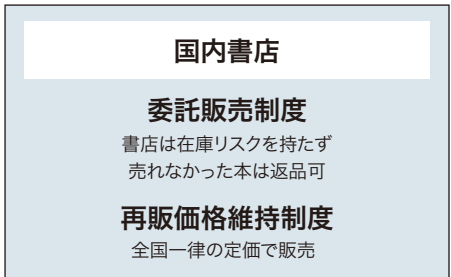 国内書店
委託販売制度
書店は在庫リスクを持たず
売れなかった本は返品可
再販価格維持制度
全国一律の定価で販売